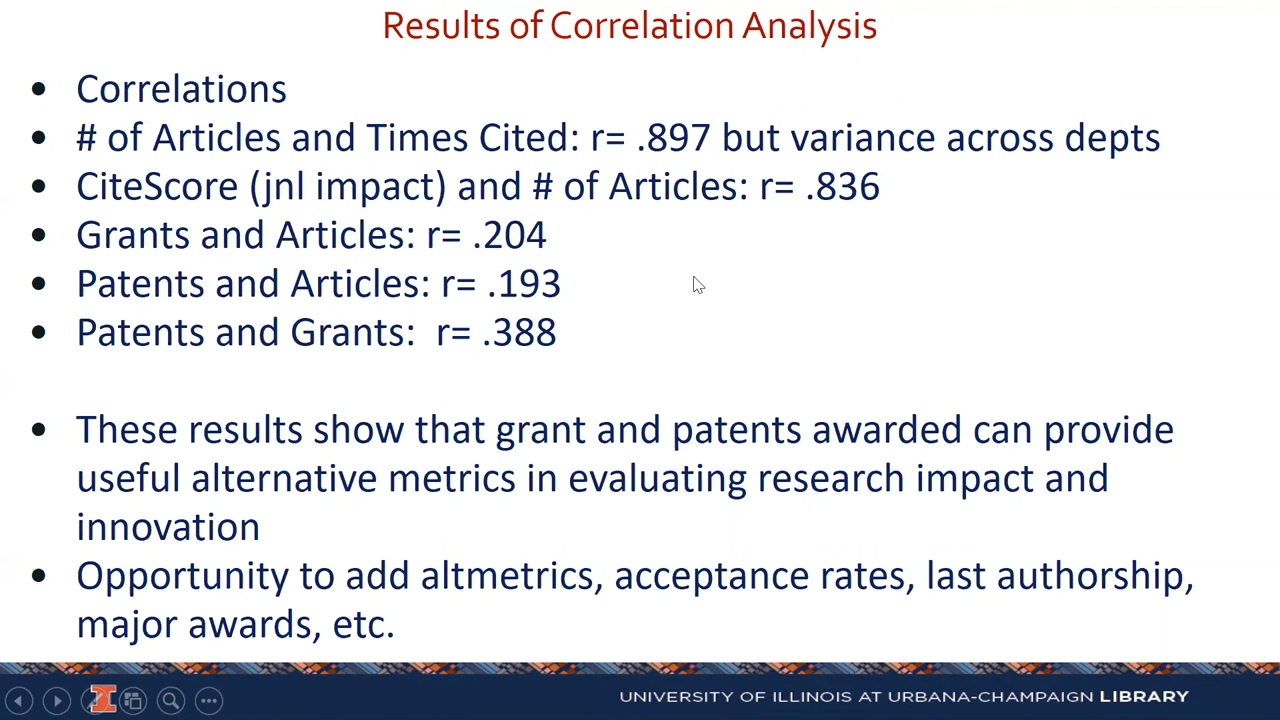 Results of Correlation Analysis
• Correlations
• # of Articles and Times Cited: r= .897 but variance across depts
• CiteScore (jnl impact) and # of Articles: r= .836
• Grants and Articles: r= .204
• Patents and Articles: r= .193
• Patents and Grants:  r= .388
• These results show that grant and patents awarded can provide
useful alternative metrics in evaluating research impact and
innovation
• Opportunity to add altmetrics, acceptance rates, last authorship,
major awards, etc.
UNIVERSITY OF ILLINOIS AT URBANA-CHAMPAIGN LIBRARY